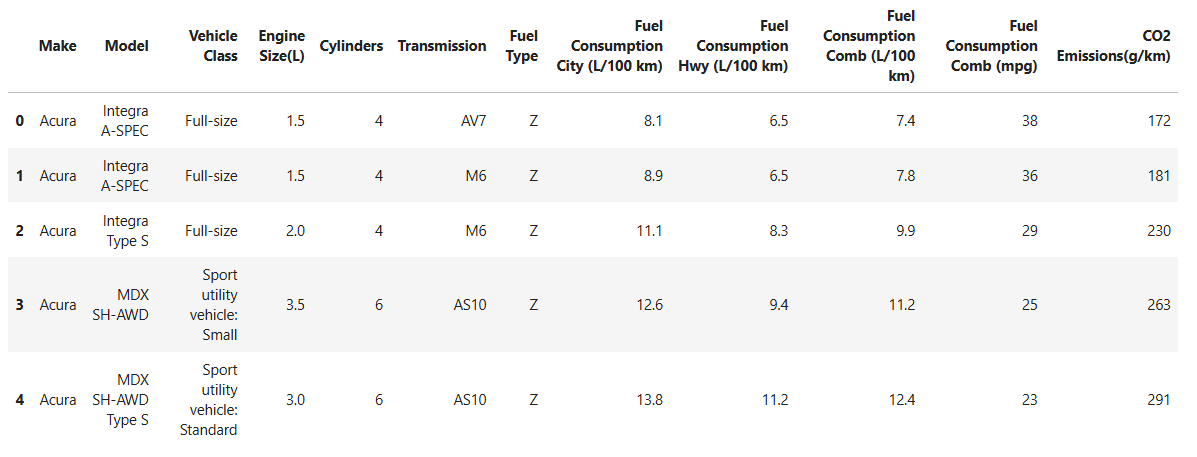 Make Model Vehicle Class Engine Size(L) Cylinders Transmission Fuel Type Fuel Consumption City (L/100 km) Fuel Consumption Hwy (L/100 km) Fuel Consumption Comb (L/100 km) Fuel Consumption Comb (mpg) CO2 Emissions(g/km)
0 Acura Integra A-SPEC Full-size 1.5 4 AV7 Z 8.1 6.5 7.4 38 172
1 Acura Integra A-SPEC Full-size 1.5 4 M6 Z 8.9 6.5 7.8 36 181
2 Acura Integra Type S Full-size 2.0 4 M6 Z 11.1 8.3 9.9 29 230
3 Acura MDX SH-AWD Sport utility vehicle: Small 3.5 6 AS10 Z 12.6 9.4 11.2 25 263
4 Acura MDX SH-AWD Type S Sport utility vehicle: Standard 3.0 6 AS10 Z 13.8 11.2 12.4 23 291